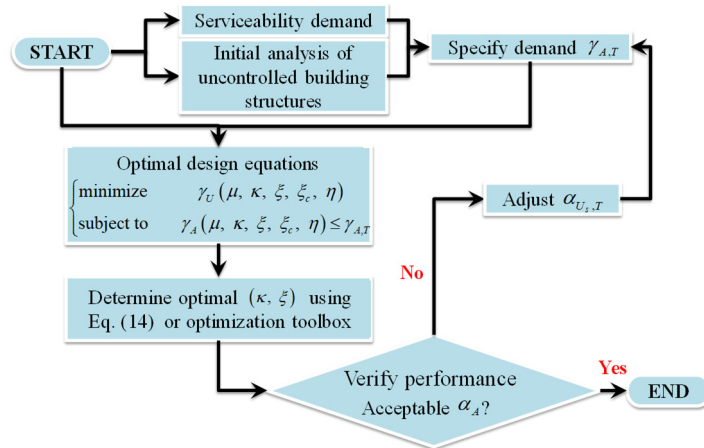 START
Serviceability demand
Initial analysis of
uncontrolled building
structures
Specify demand γ_{A,T}
Optimal design equations
minimize γ_U(μ, κ, ξ, ξ_c, η)
subject to γ_A(μ, κ, ξ, ξ_c, η) ≤ γ_{A,T}
Determine optimal (κ, ξ) using
Eq. (14) or optimization toolbox
Verify performance
Acceptable α_A?
No
Adjust α_{U_s,T}
Yes
END